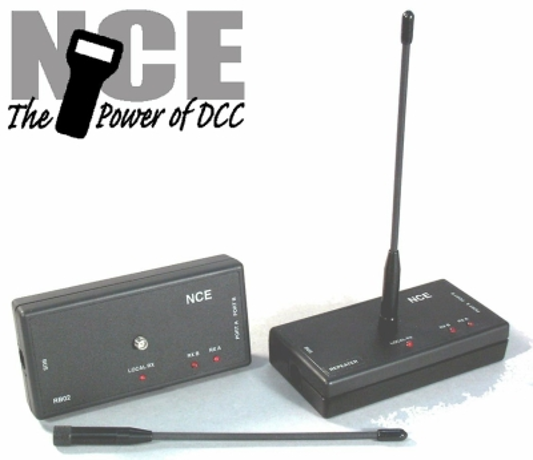 NCE
The Power of DCC
NCE
PORT A PORT B
BUS
LOCAL RX
RX B
RX A
RB02
NCE
LOCAL RX
RX B
RX A
REPEATER